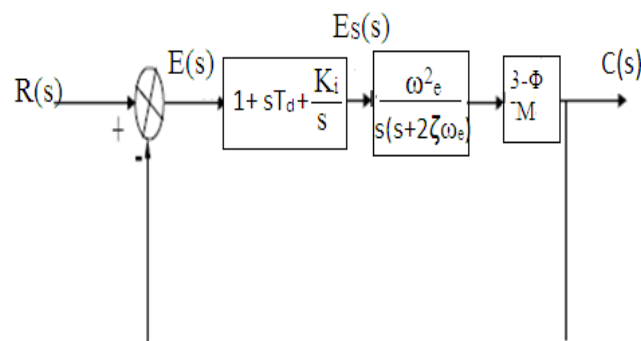 Es(s)
E(s)
C(s)
R(s)
+
-
1+ sTd+ Ki/s
ω²e
s(s+2ζωe)
3-Φ
-M